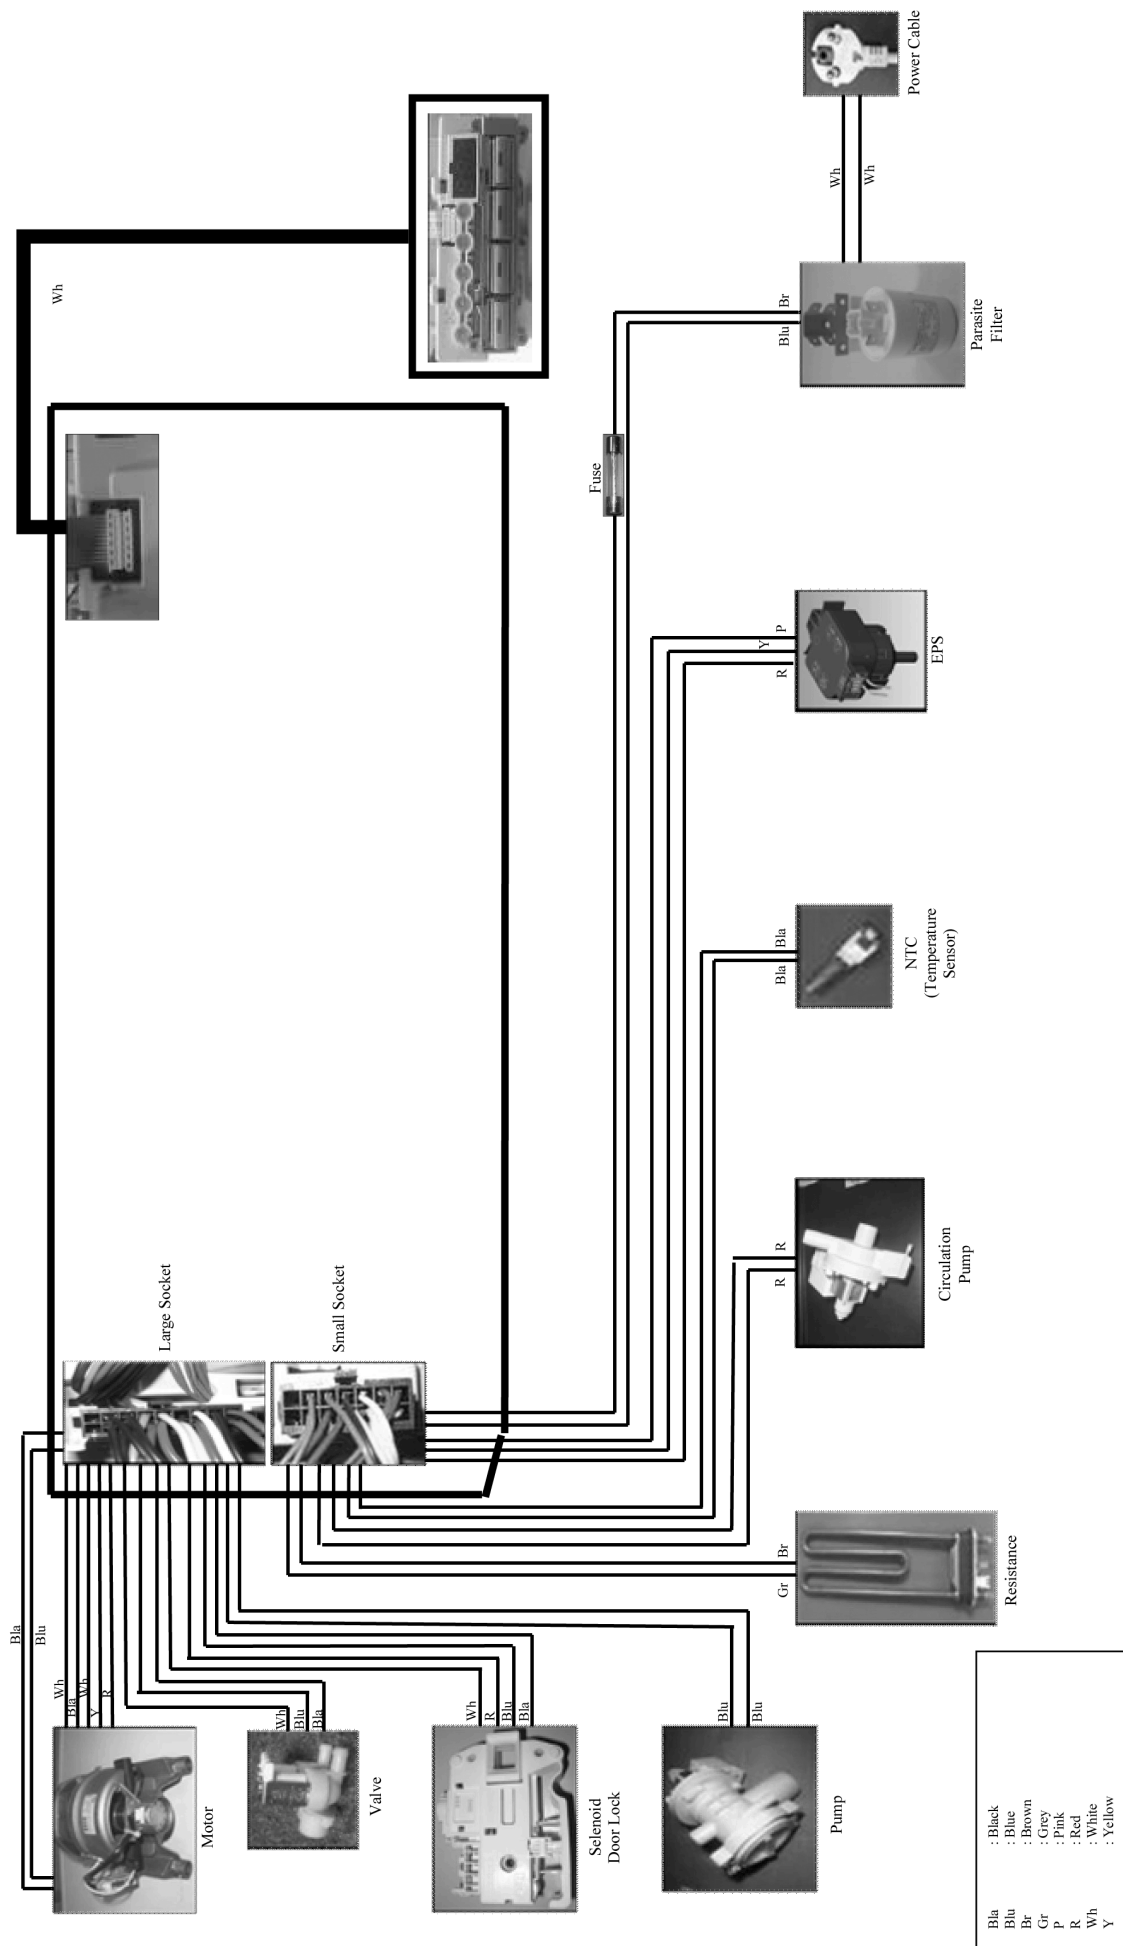 Bla
Blu
Wh
Wh
Bla
Wh
Y
R
Large Socket
Motor
Wh
Blu
Bla
Small Socket
Valve
Wh
R
Blu
Bla
Selenoid
Door Lock
Fuse
Blu
Blu
Pump
Gr Br
R R
Bla Bla
R Y P
Blu Br
Wh
Wh
Power Cable
NTC
(Temperature
Sensor)
EPS
Circulation
Pump
Parasite
Filter
Resistance
Bla : Black
Blu : Blue
Br : Brown
Gr : Grey
P : Pink
R : Red
Wh : White
Y : Yellow